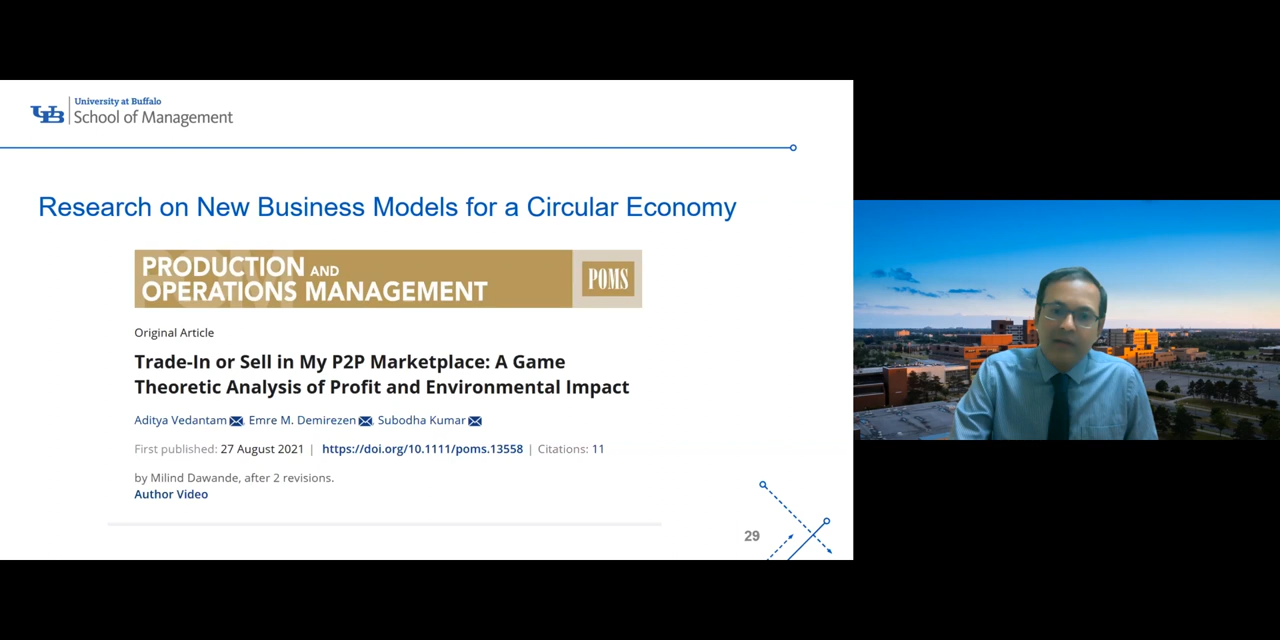 University at Buffalo
School of Management
Research on New Business Models for a Circular Economy
PRODUCTION AND
OPERATIONS MANAGEMENT
POMS
Original Article
Trade-In or Sell in My P2P Marketplace: A Game
Theoretic Analysis of Profit and Environmental Impact
Aditya Vedantam, Emre M. Demirezen, Subodha Kumar
First published: 27 August 2021 | https://doi.org/10.1111/poms.13558 | Citations: 11
by Milind Dawande, after 2 revisions.
Author Video
29